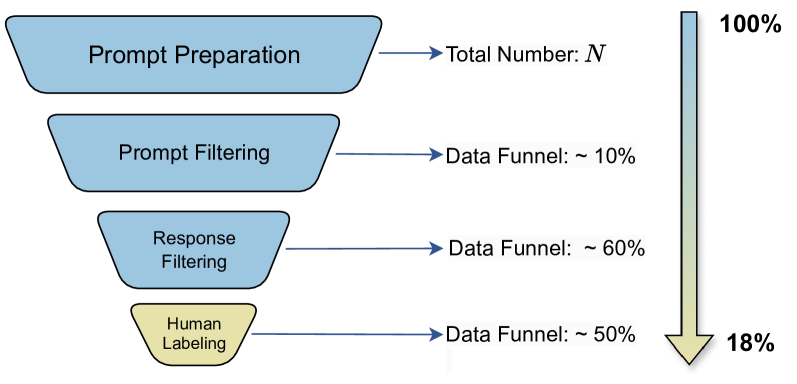 Prompt Preparation
Total Number: N
100%
Prompt Filtering
Data Funnel: ~ 10%
Response
Filtering
Data Funnel: ~ 60%
Human
Labeling
Data Funnel: ~ 50%
18%